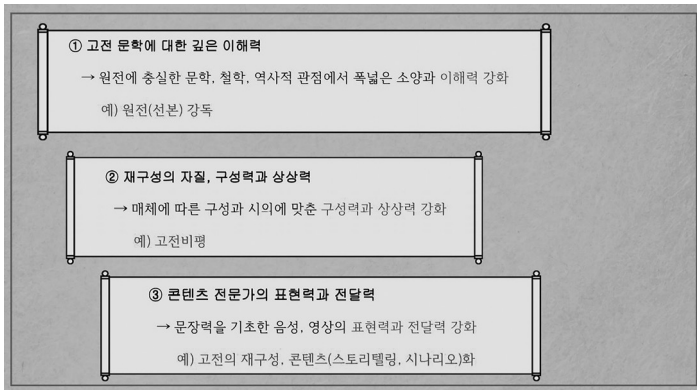 ① 고전 문학에 대한 깊은 이해력
→ 원전에 충실한 문학, 철학, 역사적 관점에서 폭넓은 소양과 이해력 강화
예) 원전(선본) 강독
② 재구성의 자질, 구성력과 상상력
→ 매체에 따른 구성과 시의에 맞춘 구성력과 상상력 강화
예) 고전비평
③ 콘텐츠 전문가의 표현력과 전달력
→ 문장력을 기초한 음성, 영상의 표현력과 전달력 강화
예) 고전의 재구성, 콘텐츠(스토리텔링, 시나리오)화